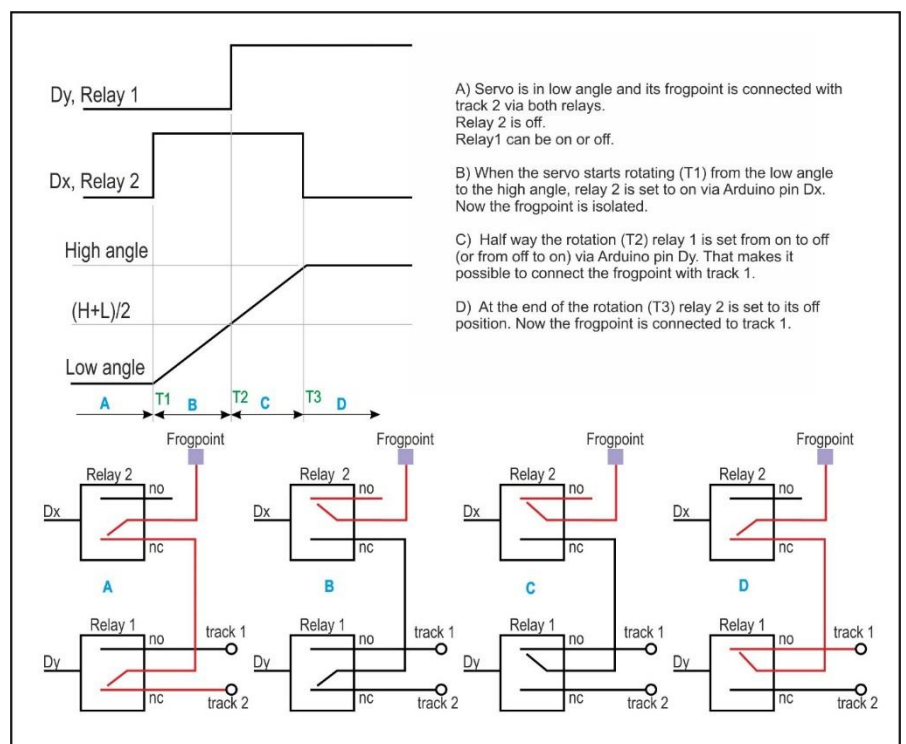 Dy, Relay 1
Dx, Relay 2
High angle
(H+L)/2
Low angle
A
T1
B
T2
C
T3
D
A) Servo is in low angle and its frogpoint is connected with
track 2 via both relays.
Relay 2 is off.
Relay1 can be on or off.
B) When the servo starts rotating (T1) from the low angle
to the high angle, relay 2 is set to on via Arduino pin Dx.
Now the frogpoint is isolated.
C) Half way the rotation (T2) relay 1 is set from on to off
(or from off to on) via Arduino pin Dy. That makes it
possible to connect the frogpoint with track 1.
D) At the end of the rotation (T3) relay 2 is set to its off
position. Now the frogpoint is connected to track 1.
Frogpoint
Relay 2
no
Dx
nc
A
Relay 1
no
track 1
Dy
nc
track 2
Frogpoint
Relay 2
no
Dx
nc
B
Relay 1
no
track 1
Dy
nc
track 2
Frogpoint
Relay 2
no
Dx
nc
C
Relay 1
no
track 1
Dy
nc
track 2
Frogpoint
Relay 2
no
Dx
nc
D
Relay 1
no
track 1
Dy
nc
track 2